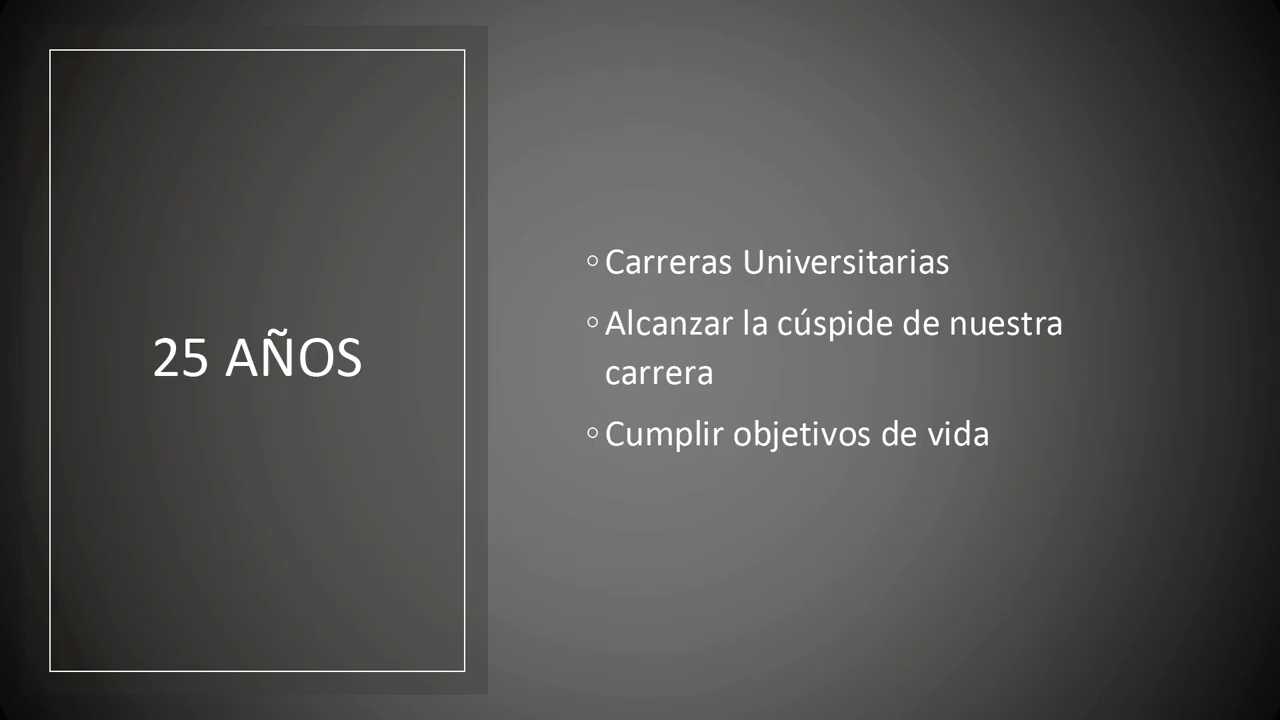 25 AÑOS
◦Carreras Universitarias
◦Alcanzar la cúspide de nuestra
carrera
◦Cumplir objetivos de vida